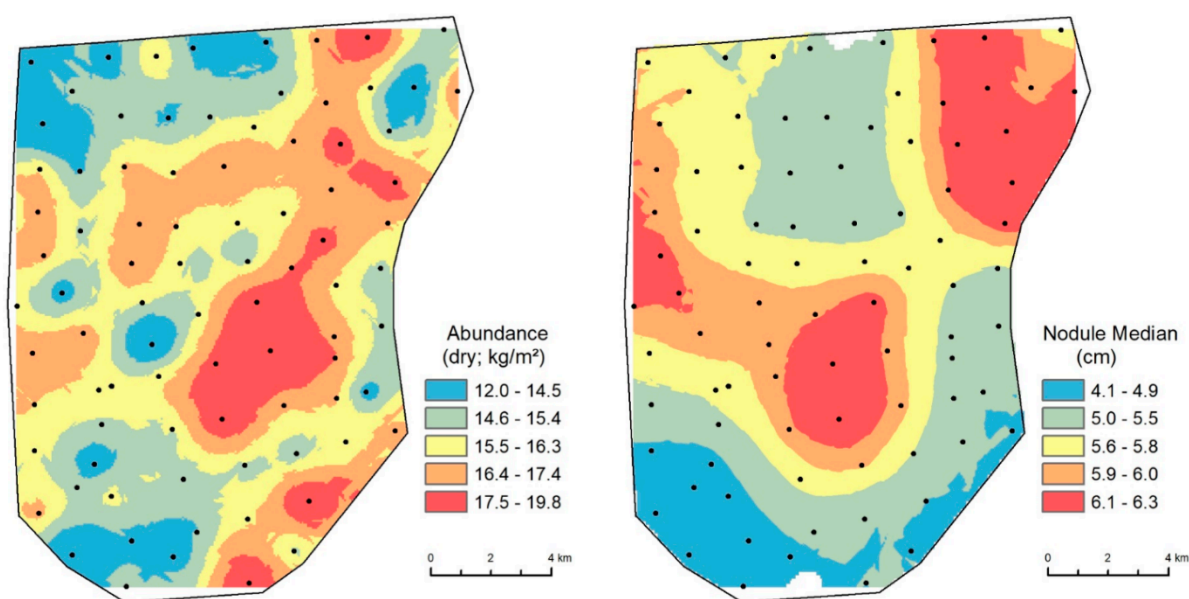 Abundance
(dry; kg/m²)
12.0 - 14.5
14.6 - 15.4
15.5 - 16.3
16.4 - 17.4
17.5 - 19.8
0 2 4 km
Nodule Median
(cm)
4.1 - 4.9
5.0 - 5.5
5.6 - 5.8
5.9 - 6.0
6.1 - 6.3
0 2 4 km